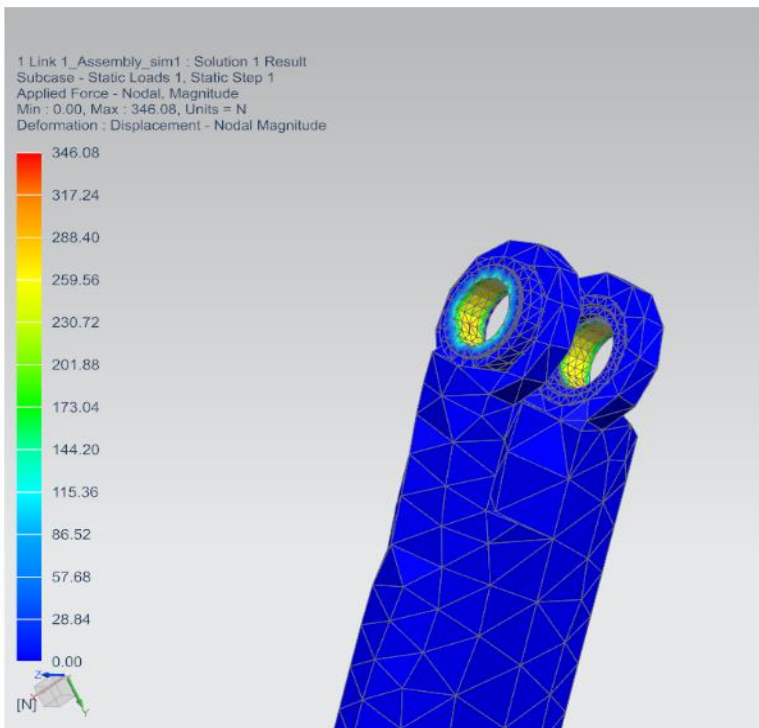 1 Link 1_Assembly_sim1 : Solution 1 Result
Subcase - Static Loads 1, Static Step 1
Applied Force - Nodal, Magnitude
Min : 0.00, Max : 346.08, Units = N
Deformation : Displacement - Nodal Magnitude
346.08
317.24
288.40
259.56
230.72
201.88
173.04
144.20
115.36
86.52
57.68
28.84
0.00
Z
[N]
Y